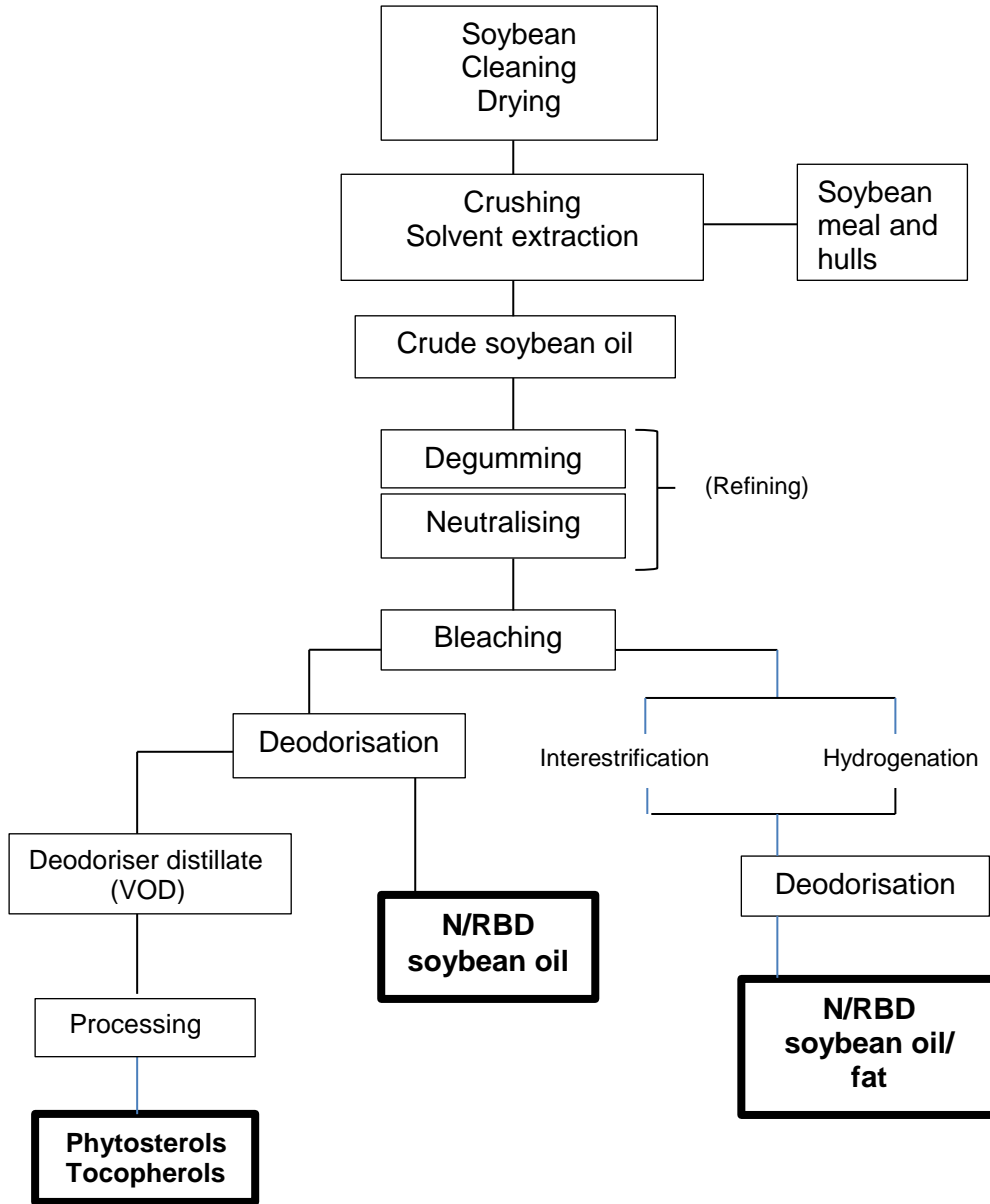 Soybean
Cleaning
Drying
Crushing
Solvent extraction
Soybean
meal and
hulls
Crude soybean oil
Degumming
Neutralising
(Refining)
Bleaching
Deodorisation
Interestrification
Hydrogenation
Deodoriser distillate
(VOD)
N/RBD
soybean oil
Deodorisation
Processing
N/RBD
soybean oil/
fat
Phytosterols
Tocopherols